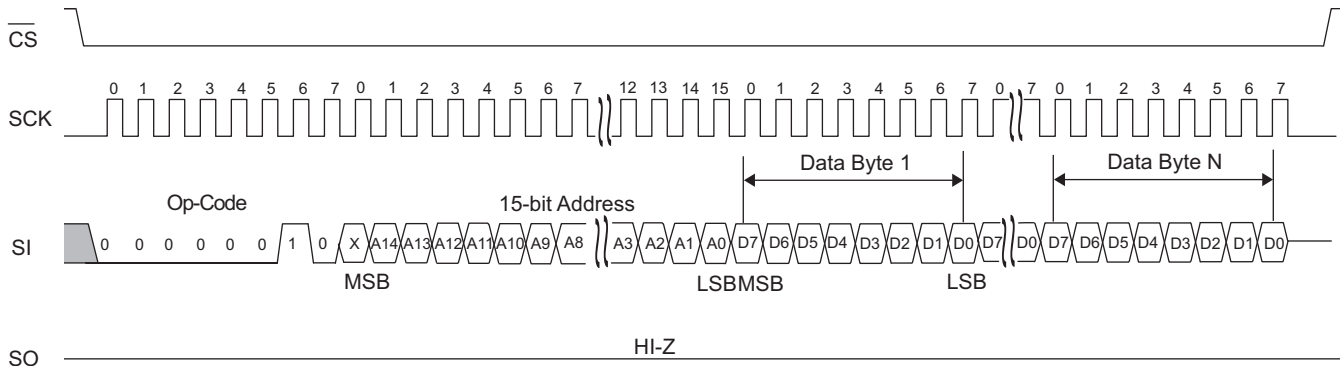 CS
0 1 2 3 4 5 6 7 0 1 2 3 4 5 6 7 12 13 14 15 0 1 2 3 4 5 6 7 0 7 0 1 2 3 4 5 6 7
SCK
Data Byte 1 Data Byte N
Op-Code 15-bit Address
SI 0 0 0 0 0 0 1 0 X A14 A13 A12 A11 A10 A9 A8 A3 A2 A1 A0 D7 D6 D5 D4 D3 D2 D1 D0 D7 D0 D7 D6 D5 D4 D3 D2 D1 D0
MSB LSB MSB LSB
HI-Z
SO